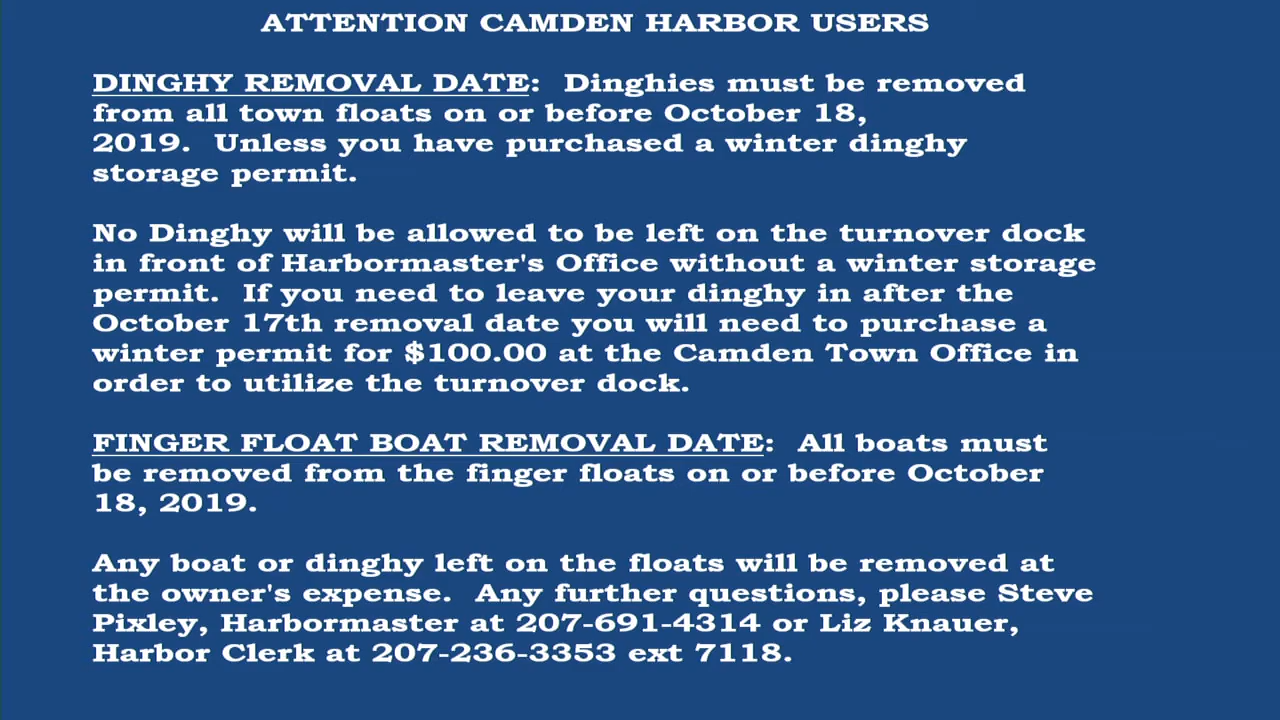 ATTENTION CAMDEN HARBOR USERS
DINGHY REMOVAL DATE:  Dinghies must be removed
from all town floats on or before October 18,
2019.  Unless you have purchased a winter dinghy
storage permit.
No Dinghy will be allowed to be left on the turnover dock
in front of Harbormaster's Office without a winter storage
permit.  If you need to leave your dinghy in after the
October 17th removal date you will need to purchase a
winter permit for $100.00 at the Camden Town Office in
order to utilize the turnover dock.
FINGER FLOAT BOAT REMOVAL DATE:  All boats must
be removed from the finger floats on or before October
18, 2019.
Any boat or dinghy left on the floats will be removed at
the owner's expense.  Any further questions, please Steve
Pixley, Harbormaster at 207-691-4314 or Liz Knauer,
Harbor Clerk at 207-236-3353 ext 7118.